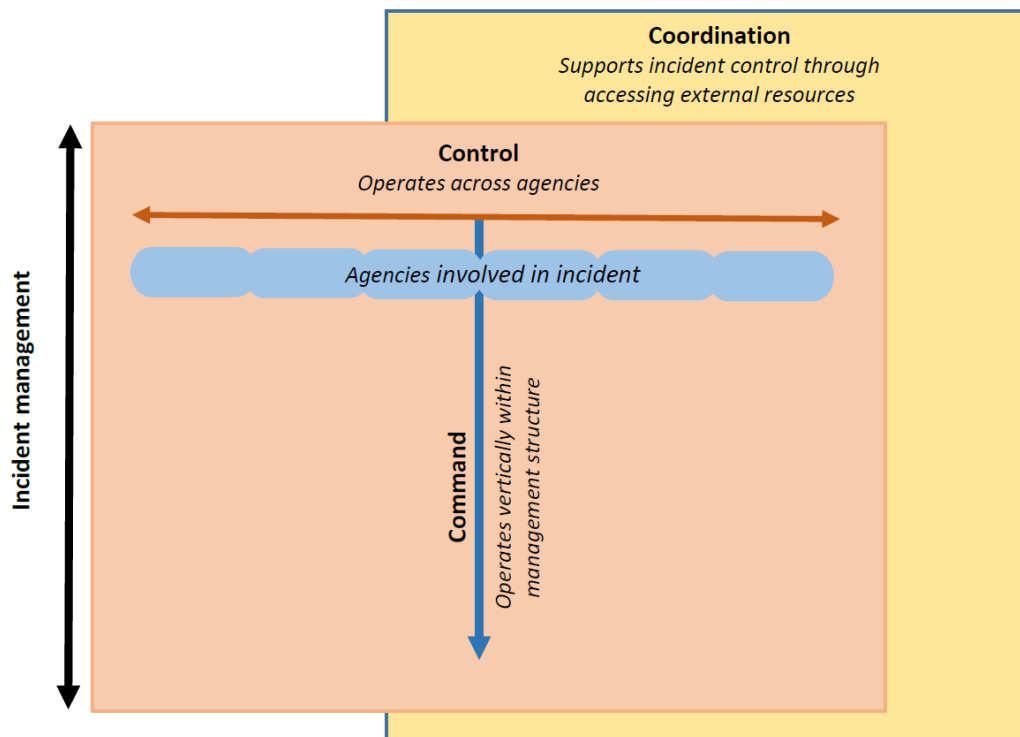 Coordination
Supports incident control through
accessing external resources
Control
Operates across agencies
Agencies involved in incident
Incident management
Command
Operates vertically within
management structure